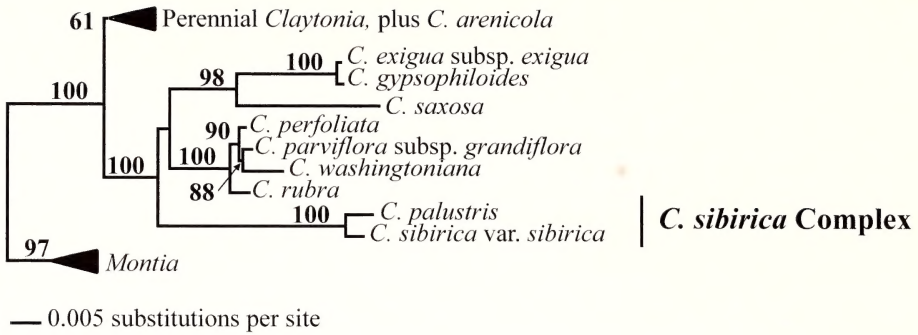 61 Perennial Claytonia, plus C. arenicola
100 C. exigua subsp. exigua
98 C. gypsophiloides
100 C. saxosa
C. perfoliata
90 C. parviflora subsp. grandiflora
100 100 C. washingtoniana
88 C. rubra
100 C. palustris
C. sibirica Complex
C. sibirica var. sibirica
97 Montia
0.005 substitutions per site